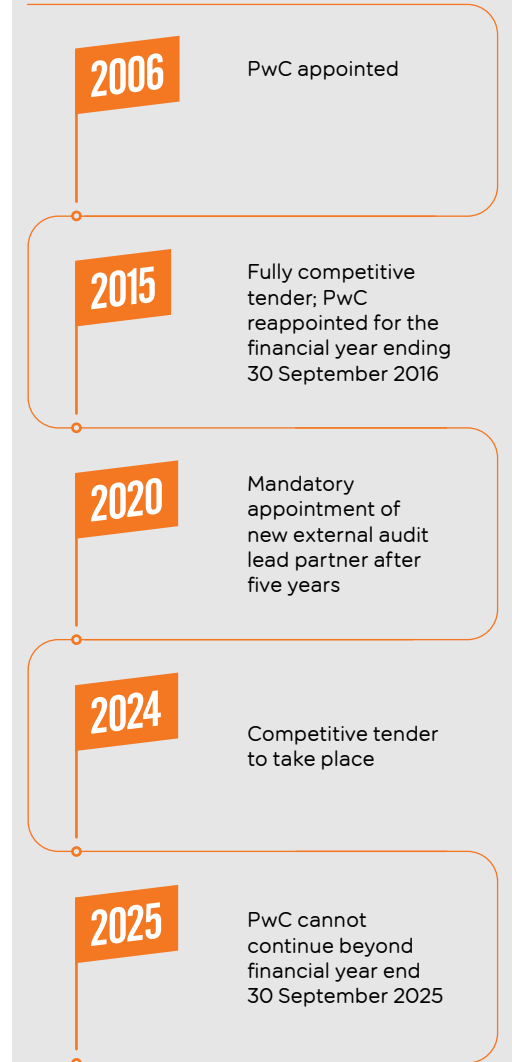 2006
PwC appointed
2015
Fully competitive
tender; PwC
reappointed for the
financial year ending
30 September 2016
2020
Mandatory
appointment of
new external audit
lead partner after
five years
2024
Competitive tender
to take place
2025
PwC cannot
continue beyond
financial year end
30 September 2025